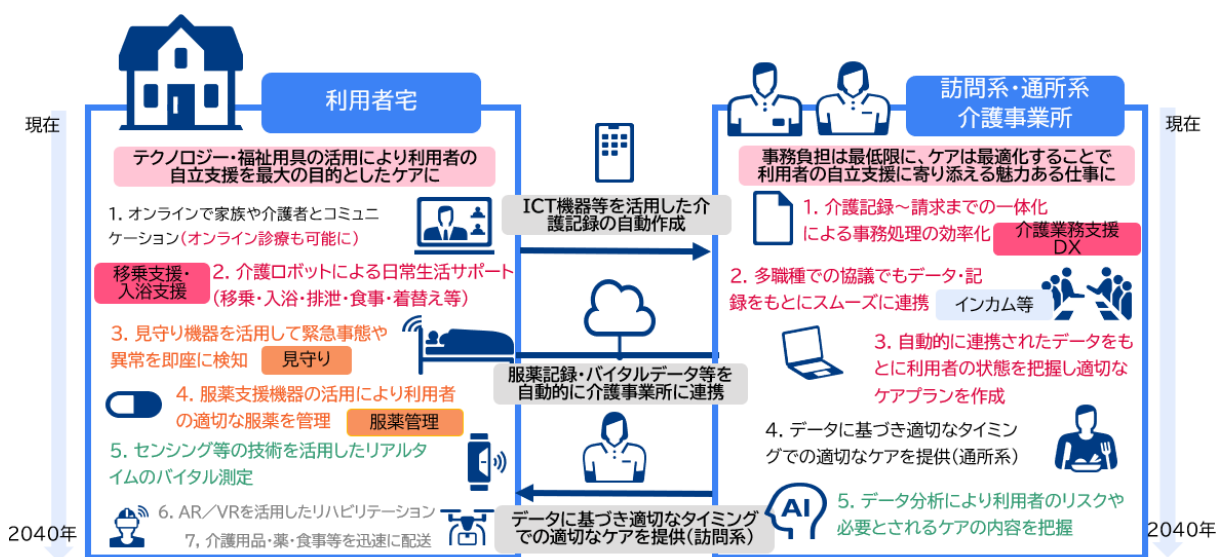 現在
2040年
利用者宅
テクノロジー・福祉用具の活用により利用者の
自立支援を最大の目的としたケアに
1. オンラインで家族や介護者とコミュニ
ケーション(オンライン診療も可能に)
移乗支援・
入浴支援
2. 介護ロボットによる日常生活サポート
(移乗・入浴・排泄・食事・着替え等)
3. 見守り機器を活用して緊急事態や
異常を即座に検知
見守り
4. 服薬支援機器の活用により利用者
の適切な服薬を管理
服薬管理
5. センシング等の技術を活用したリアルタ
イムのバイタル測定
6. AR/VRを活用したリハビリテーション
7, 介護用品・薬・食事等を迅速に配送
ICT機器等を活用した介
護記録の自動作成
服薬記録・バイタルデータ等を
自動的に介護事業所に連携
データに基づき適切なタイミング
での適切なケアを提供(訪問系)
訪問系・通所系
介護事業所
事務負担は最低限に、ケアは最適化することで
利用者の自立支援に寄り添える魅力ある仕事に
1. 介護記録~請求までの一体化
による事務処理の効率化
介護業務支援
DX
2. 多職種での協議でもデータ・記
録をもとにスムーズに連携
インカム等
3. 自動的に連携されたデータをも
とに利用者の状態を把握し適切な
ケアプランを作成
4. データに基づき適切なタイミン
グでの適切なケアを提供(通所系)
AI
5. データ分析により利用者のリスクや
必要とされるケアの内容を把握
現在
2040年